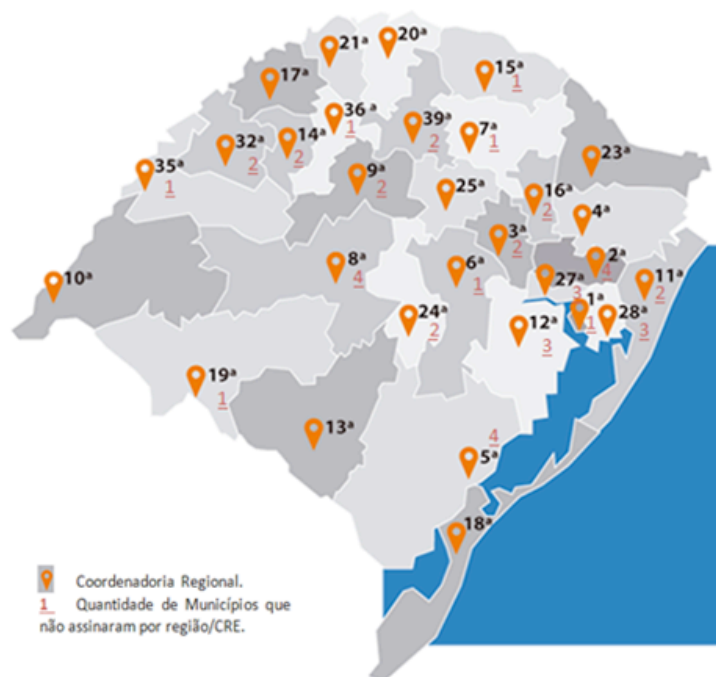 20ª
21ª
15ª
1
17ª
36ª
1
39ª
2
7ª
1
32ª
2
14ª
2
23ª
35ª
1
9ª
2
25ª
16ª
2
4ª
3ª
2
2ª
4
8ª
4
6ª
1
27ª
3
11ª
2
10ª
1ª
1
28ª
3
24ª
2
12ª
3
19ª
1
13ª
4
5ª
18ª
Coordenadoria Regional.
1 Quantidade de Municípios que
não assinaram por região/CRE.